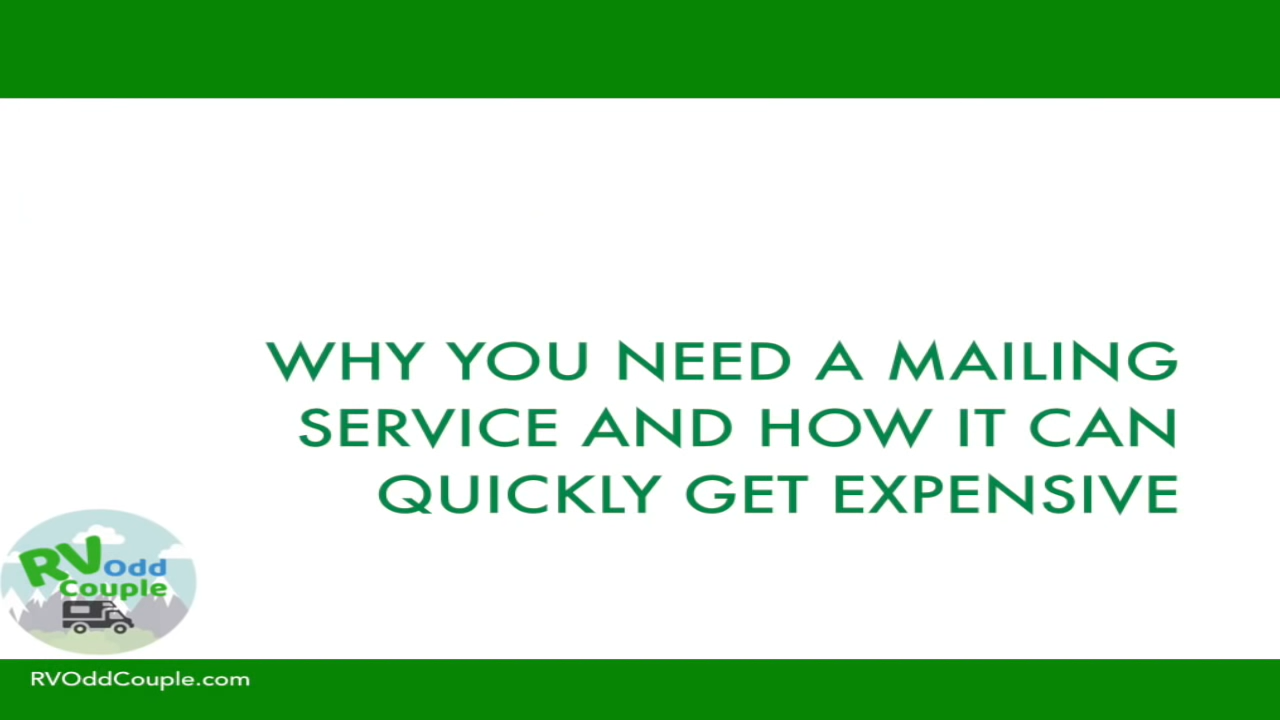 WHY YOU NEED A MAILING
SERVICE AND HOW IT CAN
QUICKLY GET EXPENSIVE
RV Odd
Couple
RVOddCouple.com